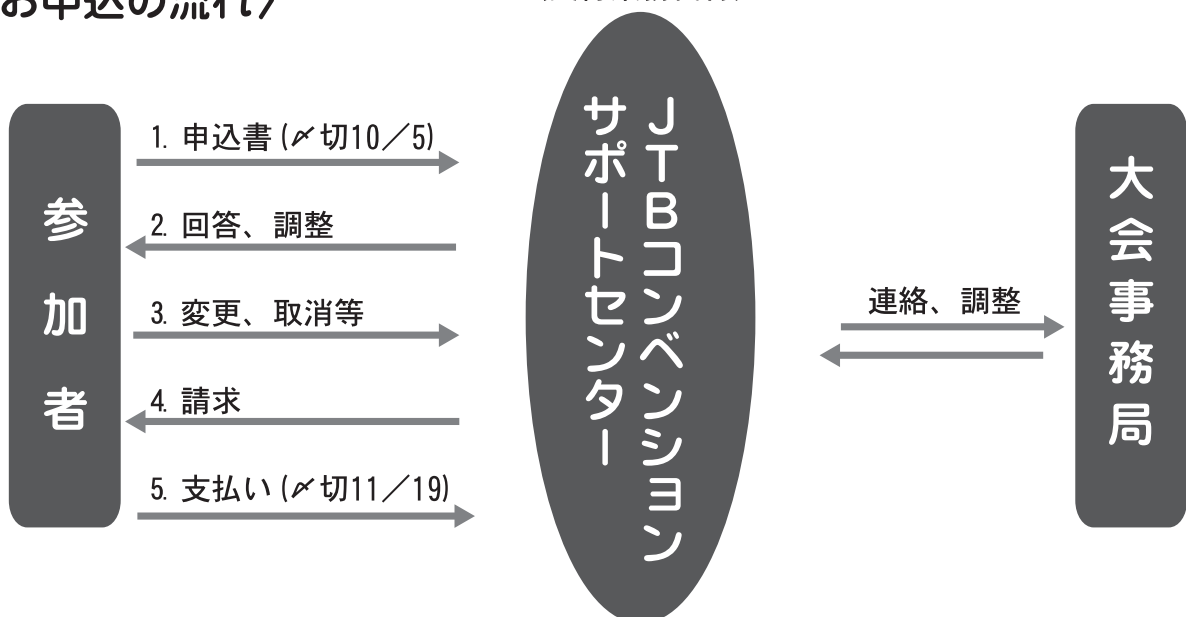 お申込の流れ〉
参加者
1. 申込書(〆切10／5)
2. 回答、調整
3. 変更、取消等
4. 請求
5. 支払い(〆切11／19)
JTBコンベンション
サポートセンター
連絡、調整
大会事務局